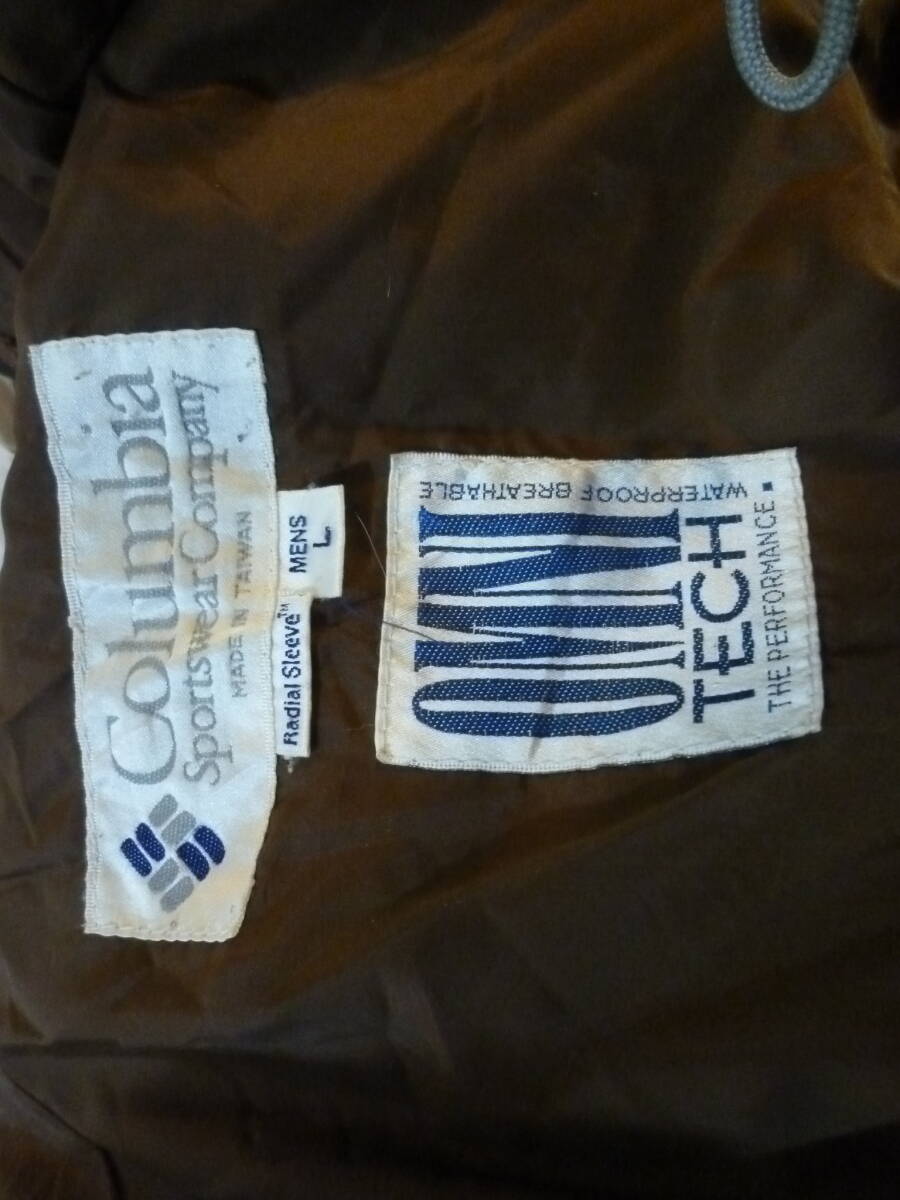 Columbia
Sportswear Company
MADE IN TAIWAN
Radial Sleeve™
MENS
L
WATERPROOF BREATHABLE
OMNI
TECH
THE PERFORMANCE.